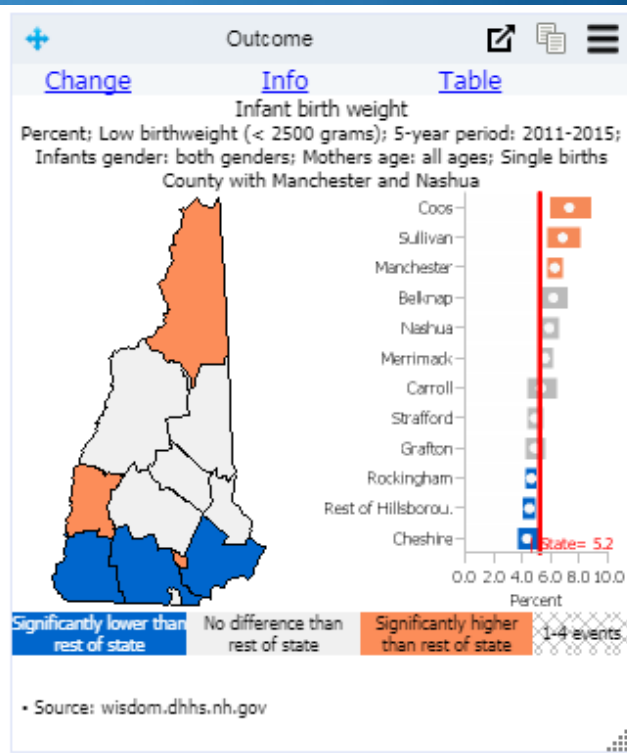 Outcome
Change Info Table
Infant birth weight
Percent; Low birthweight (< 2500 grams); 5-year period: 2011-2015;
Infants gender: both genders; Mothers age: all ages; Single births
County with Manchester and Nashua
Coos
Sullivan
Manchester
Belknap
Nashua
Merrimack
Carroll
Strafford
Grafton
Rockingham
Rest of Hillsborou.
Cheshire
State= 5.2
0.0 2.0 4.0 6.0 8.0 10.0
Percent
Significantly lower than
rest of state
No difference than
rest of state
Significantly higher
than rest of state
1-4 events
• Source: wisdom.dhhs.nh.gov